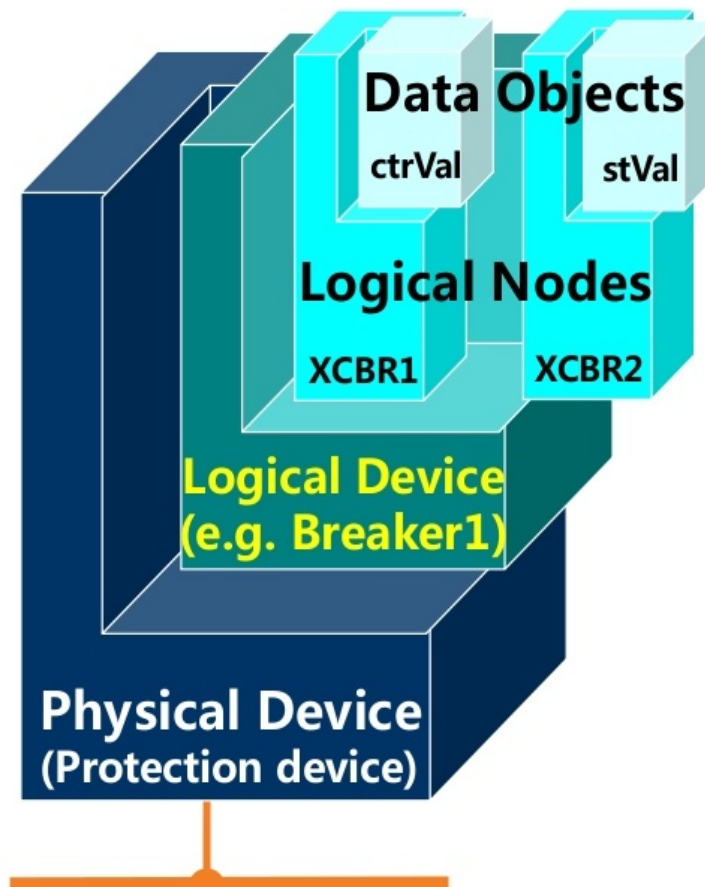 Data Objects
ctrVal
stVal
Logical Nodes
XCBR1
XCBR2
Logical Device
(e.g. Breaker1)
Physical Device
(Protection device)